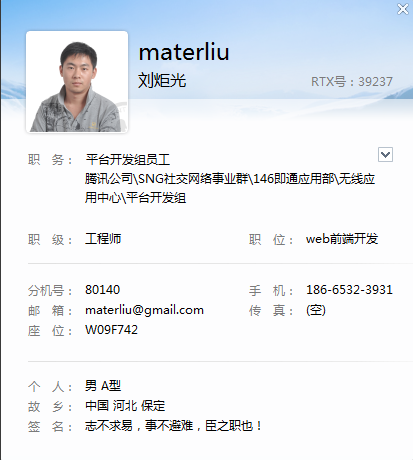 materliu
刘炬光 RTX号：39237
职 务： 平台开发组员工
腾讯公司\SNG社交网络事业群\146即通应用部\无线应
用中心\平台开发组
职 级： 工程师 职 位： web前端开发
分机号： 80140 手 机： 186-6532-3931
邮 箱： materliu@gmail.com 传 真： (空)
座 位： W09F742
个 人： 男 A型
故 乡： 中国 河北 保定
签 名： 志不求易，事不避难，臣之职也！